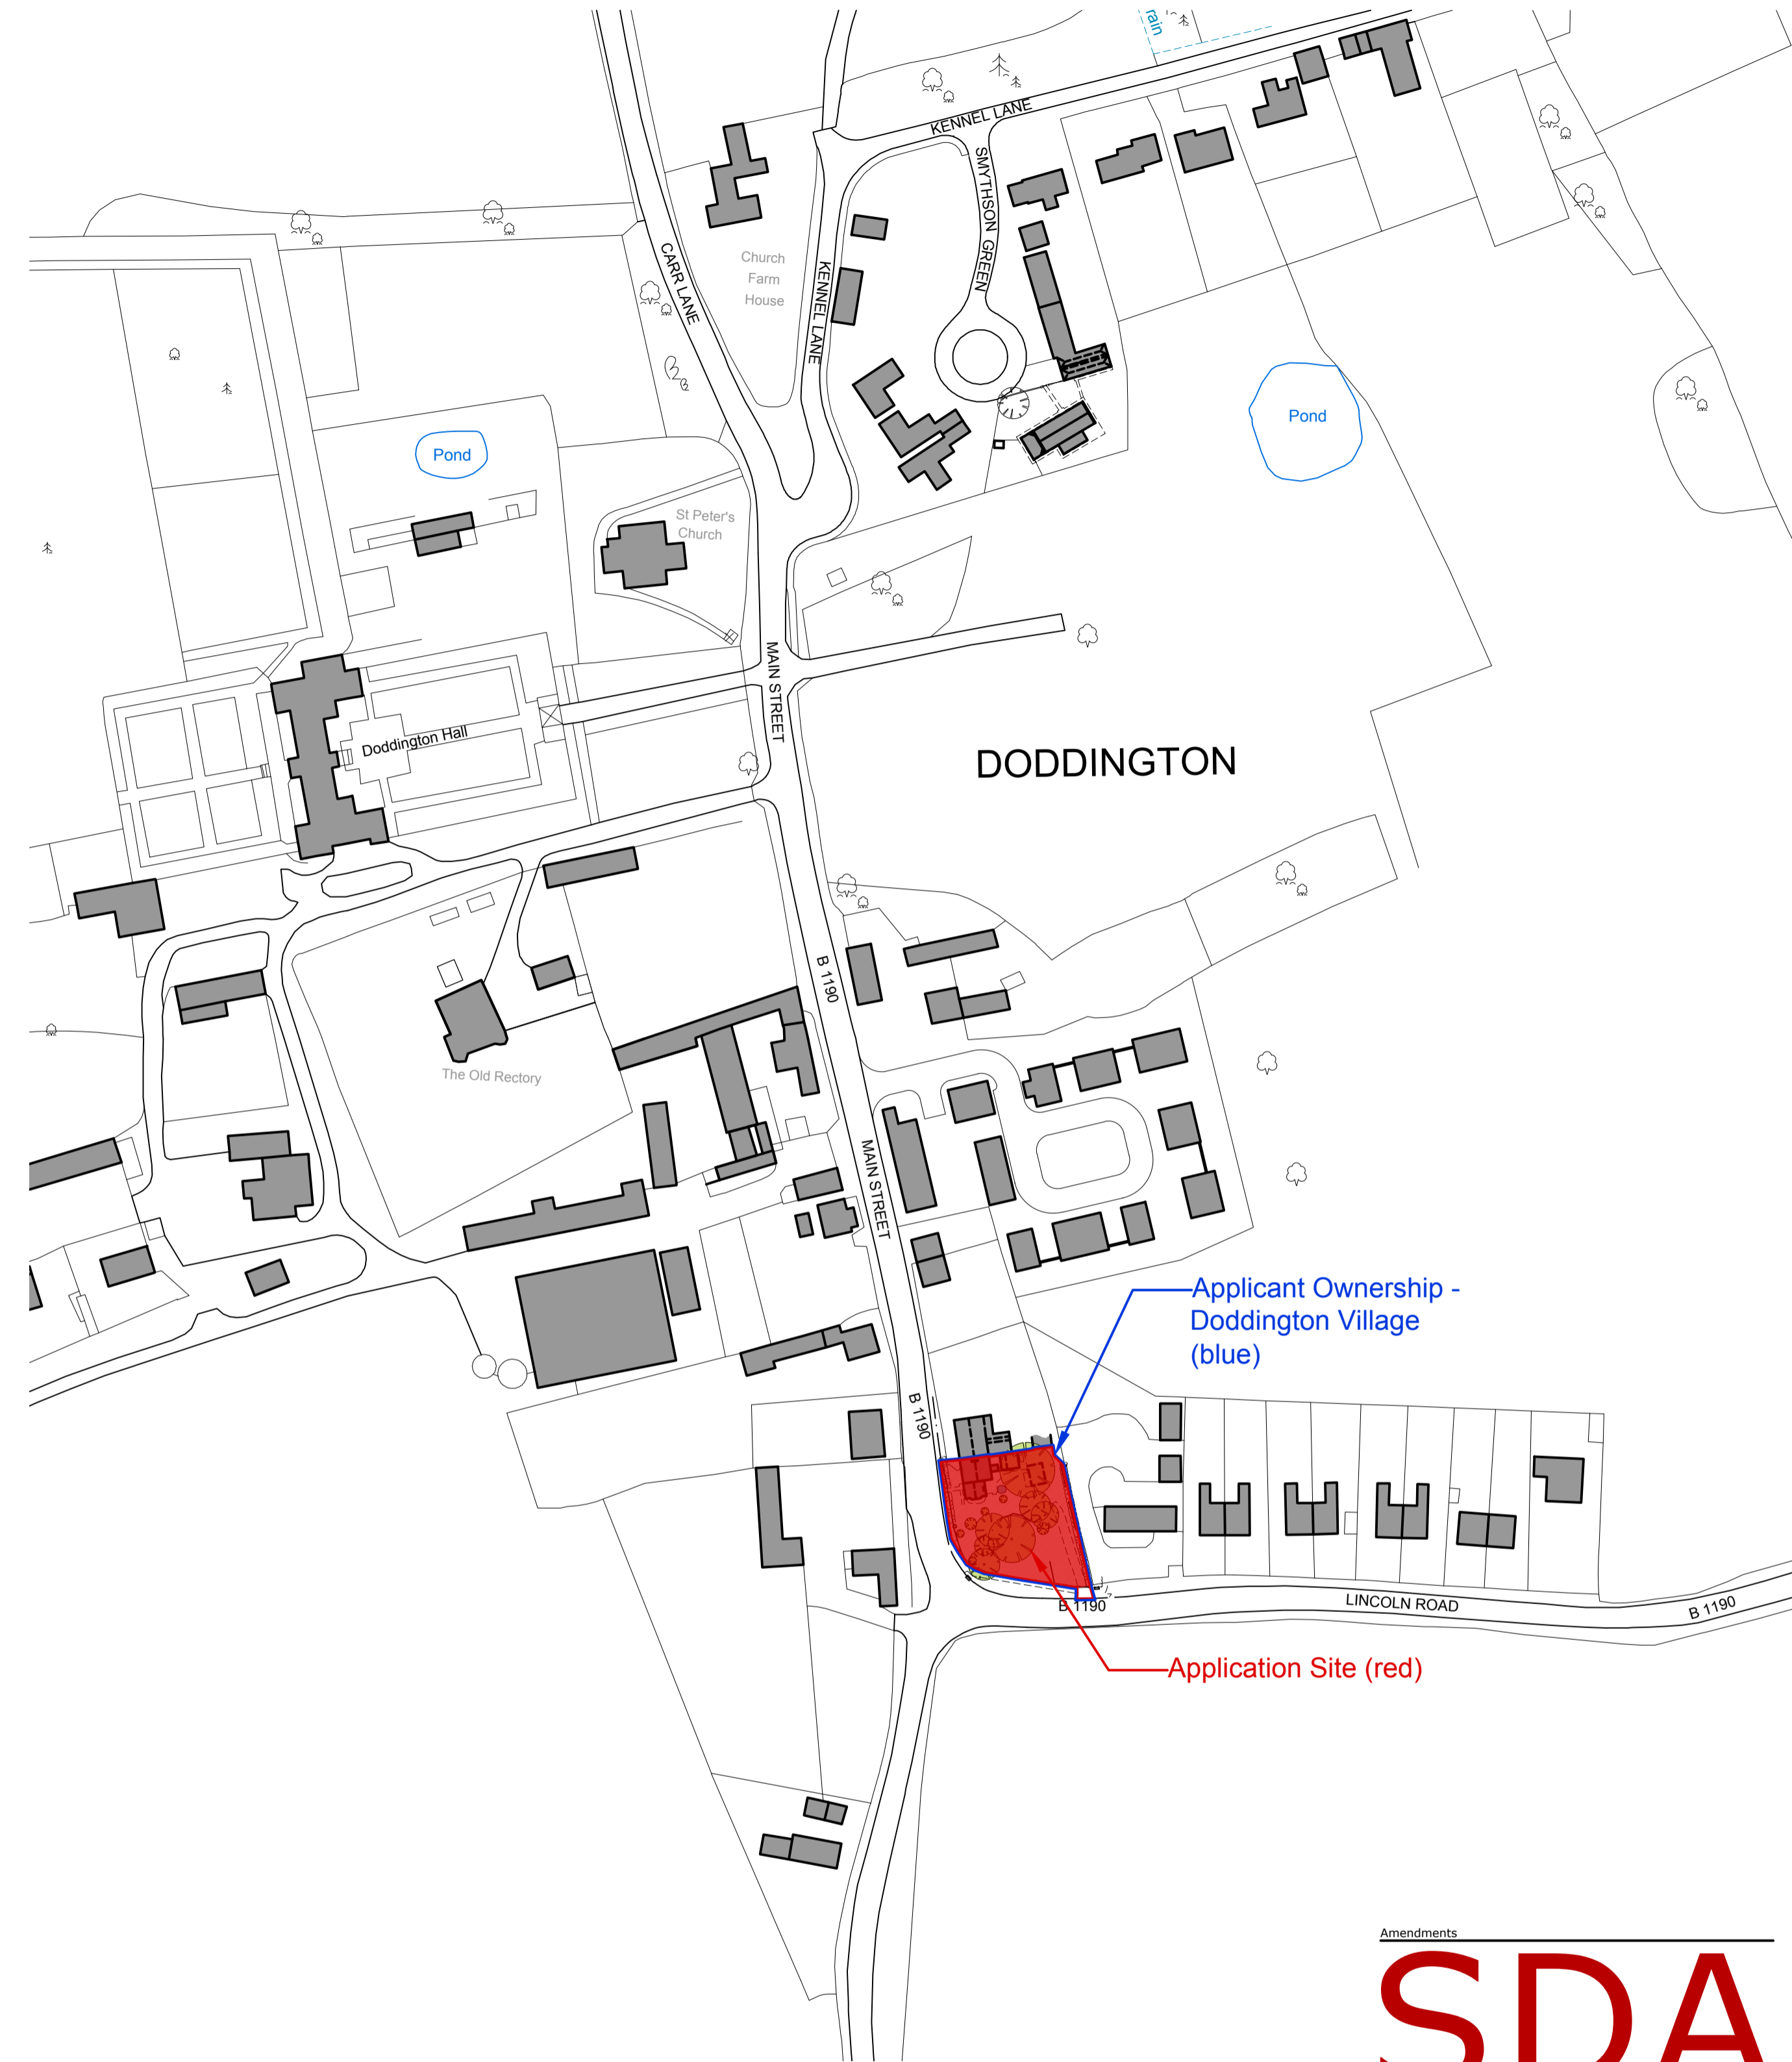 rain
KENNEL LANE
SMYTHSON GREEN
CARR LANE
Church
Farm
House
KENNEL LANE
Pond
Pond
St Peter's
Church
MAIN STREET
Doddington Hall
DODDINGTON
B 1190
The Old Rectory
MAIN STREET
Applicant Ownership -
Doddington Village
(blue)
B 1190
B 1190
LINCOLN ROAD
B 1190
Application Site (red)
Amendments
SDA